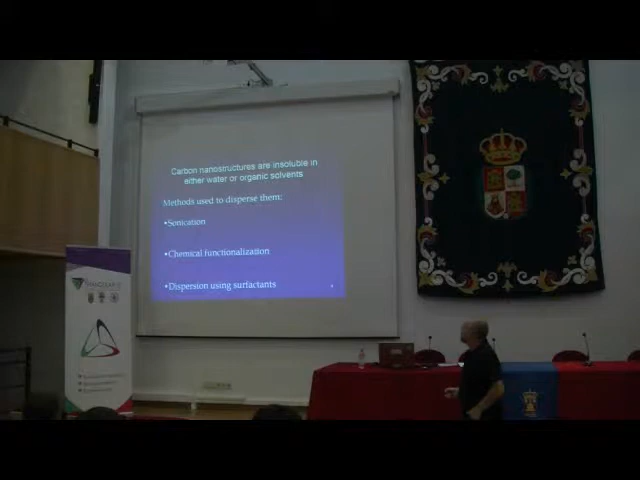 Carbon nanostructures are insoluble in
either water or organic solvents
Methods used to disperse them:
•Sonication
•Chemical functionalization
•Dispersion using surfactants